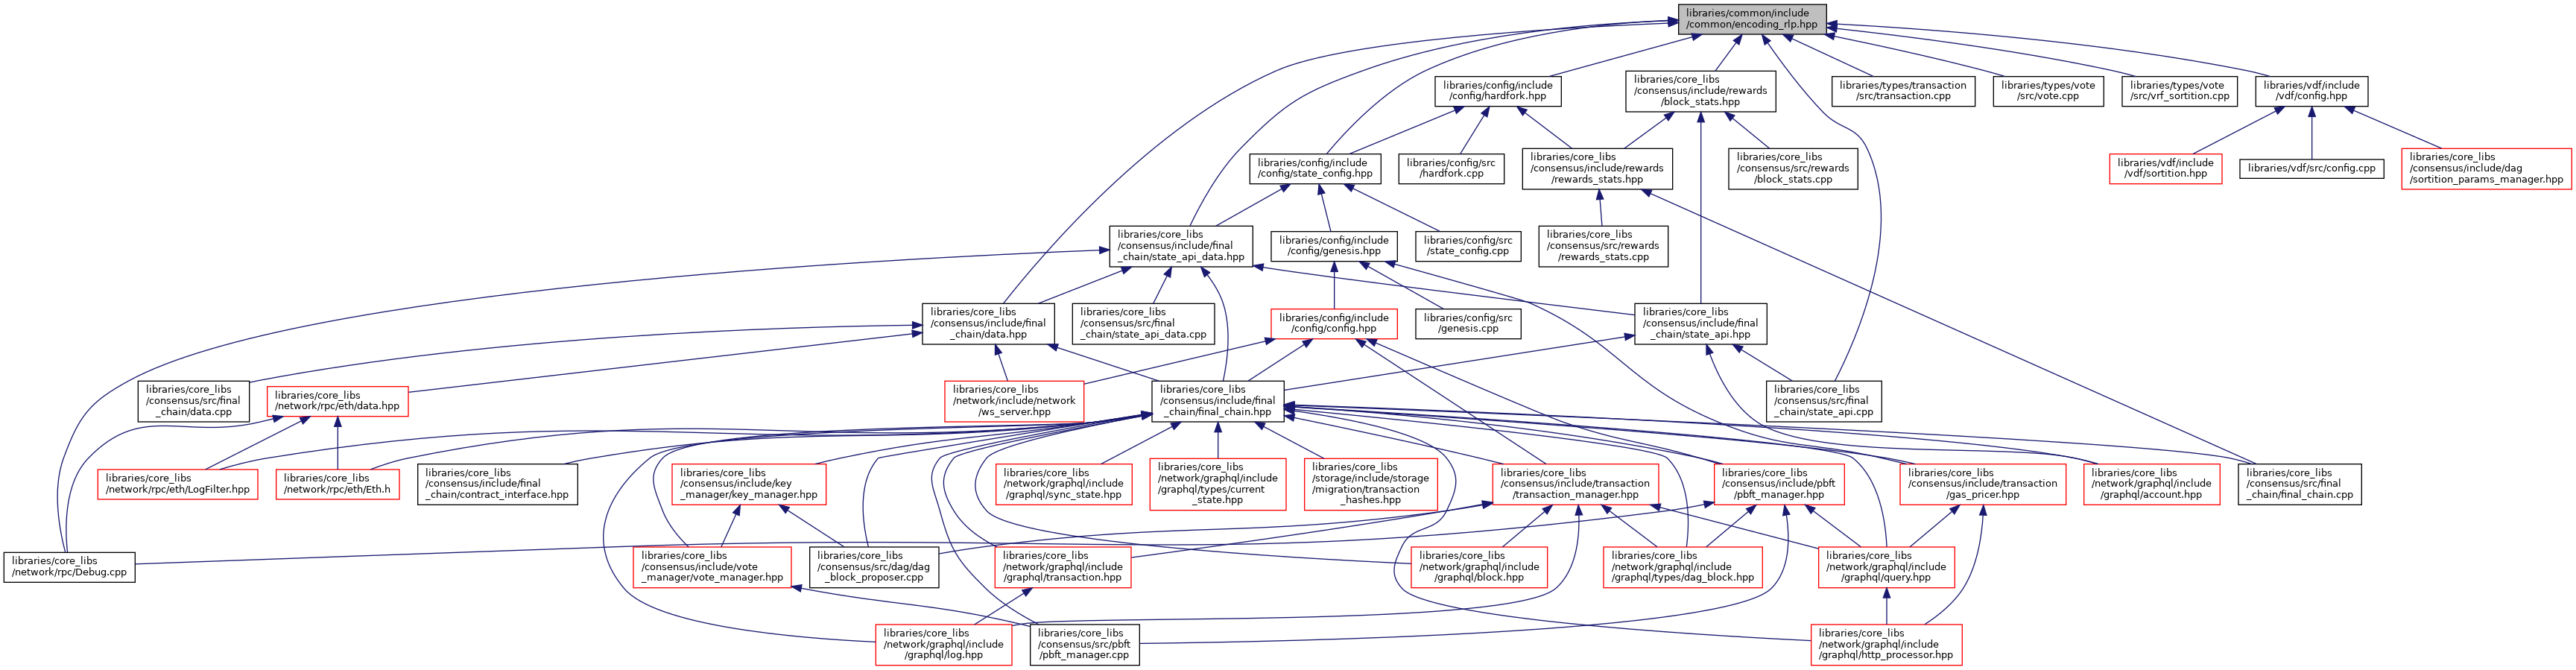 libraries/common/include
/common/encoding_rlp.hpp
libraries/config/include
/config/hardfork.hpp
libraries/core_libs
/consensus/include/rewards
/block_stats.hpp
libraries/types/transaction
/src/transaction.cpp
libraries/types/vote
/src/vote.cpp
libraries/types/vote
/src/vrf_sortition.cpp
libraries/vdf/include
/vdf/config.hpp
libraries/config/include
/config/state_config.hpp
libraries/config/src
/hardfork.cpp
libraries/core_libs
/consensus/include/rewards
/rewards_stats.hpp
libraries/core_libs
/consensus/src/rewards
/block_stats.cpp
libraries/vdf/include
/vdf/sortition.hpp
libraries/vdf/src/config.cpp
libraries/core_libs
/consensus/include/dag
/sortition_params_manager.hpp
libraries/core_libs
/consensus/include/final
_chain/state_api_data.hpp
libraries/config/include
/config/genesis.hpp
libraries/config/src
/state_config.cpp
libraries/core_libs
/consensus/src/rewards
/rewards_stats.cpp
libraries/core_libs
/consensus/include/final
_chain/data.hpp
libraries/core_libs
/consensus/src/final
_chain/state_api_data.cpp
libraries/config/include
/config/config.hpp
libraries/config/src
/genesis.cpp
libraries/core_libs
/consensus/include/final
_chain/state_api.hpp
libraries/core_libs
/consensus/src/final
_chain/data.cpp
libraries/core_libs
/network/rpc/eth/data.hpp
libraries/core_libs
/network/include/network
/ws_server.hpp
libraries/core_libs
/consensus/include/final
_chain/final_chain.hpp
libraries/core_libs
/consensus/src/final
_chain/state_api.cpp
libraries/core_libs
/network/rpc/eth/LogFilter.hpp
libraries/core_libs
/network/rpc/eth/Eth.h
libraries/core_libs
/consensus/include/final
_chain/contract_interface.hpp
libraries/core_libs
/consensus/include/key
_manager/key_manager.hpp
libraries/core_libs
/network/graphql/include
/graphql/sync_state.hpp
libraries/core_libs
/network/graphql/include
/graphql/types/current
_state.hpp
libraries/core_libs
/storage/include/storage
/migration/transaction
_hashes.hpp
libraries/core_libs
/consensus/include/transaction
/transaction_manager.hpp
libraries/core_libs
/consensus/include/pbft
/pbft_manager.hpp
libraries/core_libs
/consensus/include/transaction
/gas_pricer.hpp
libraries/core_libs
/network/graphql/include
/graphql/account.hpp
libraries/core_libs
/consensus/src/final
_chain/final_chain.cpp
libraries/core_libs
/network/rpc/Debug.cpp
libraries/core_libs
/consensus/include/vote
_manager/vote_manager.hpp
libraries/core_libs
/consensus/src/dag/dag
_block_proposer.cpp
libraries/core_libs
/network/graphql/include
/graphql/transaction.hpp
libraries/core_libs
/network/graphql/include
/graphql/block.hpp
libraries/core_libs
/network/graphql/include
/graphql/types/dag_block.hpp
libraries/core_libs
/network/graphql/include
/graphql/query.hpp
libraries/core_libs
/network/graphql/include
/graphql/log.hpp
libraries/core_libs
/consensus/src/pbft
/pbft_manager.cpp
libraries/core_libs
/network/graphql/include
/graphql/http_processor.hpp